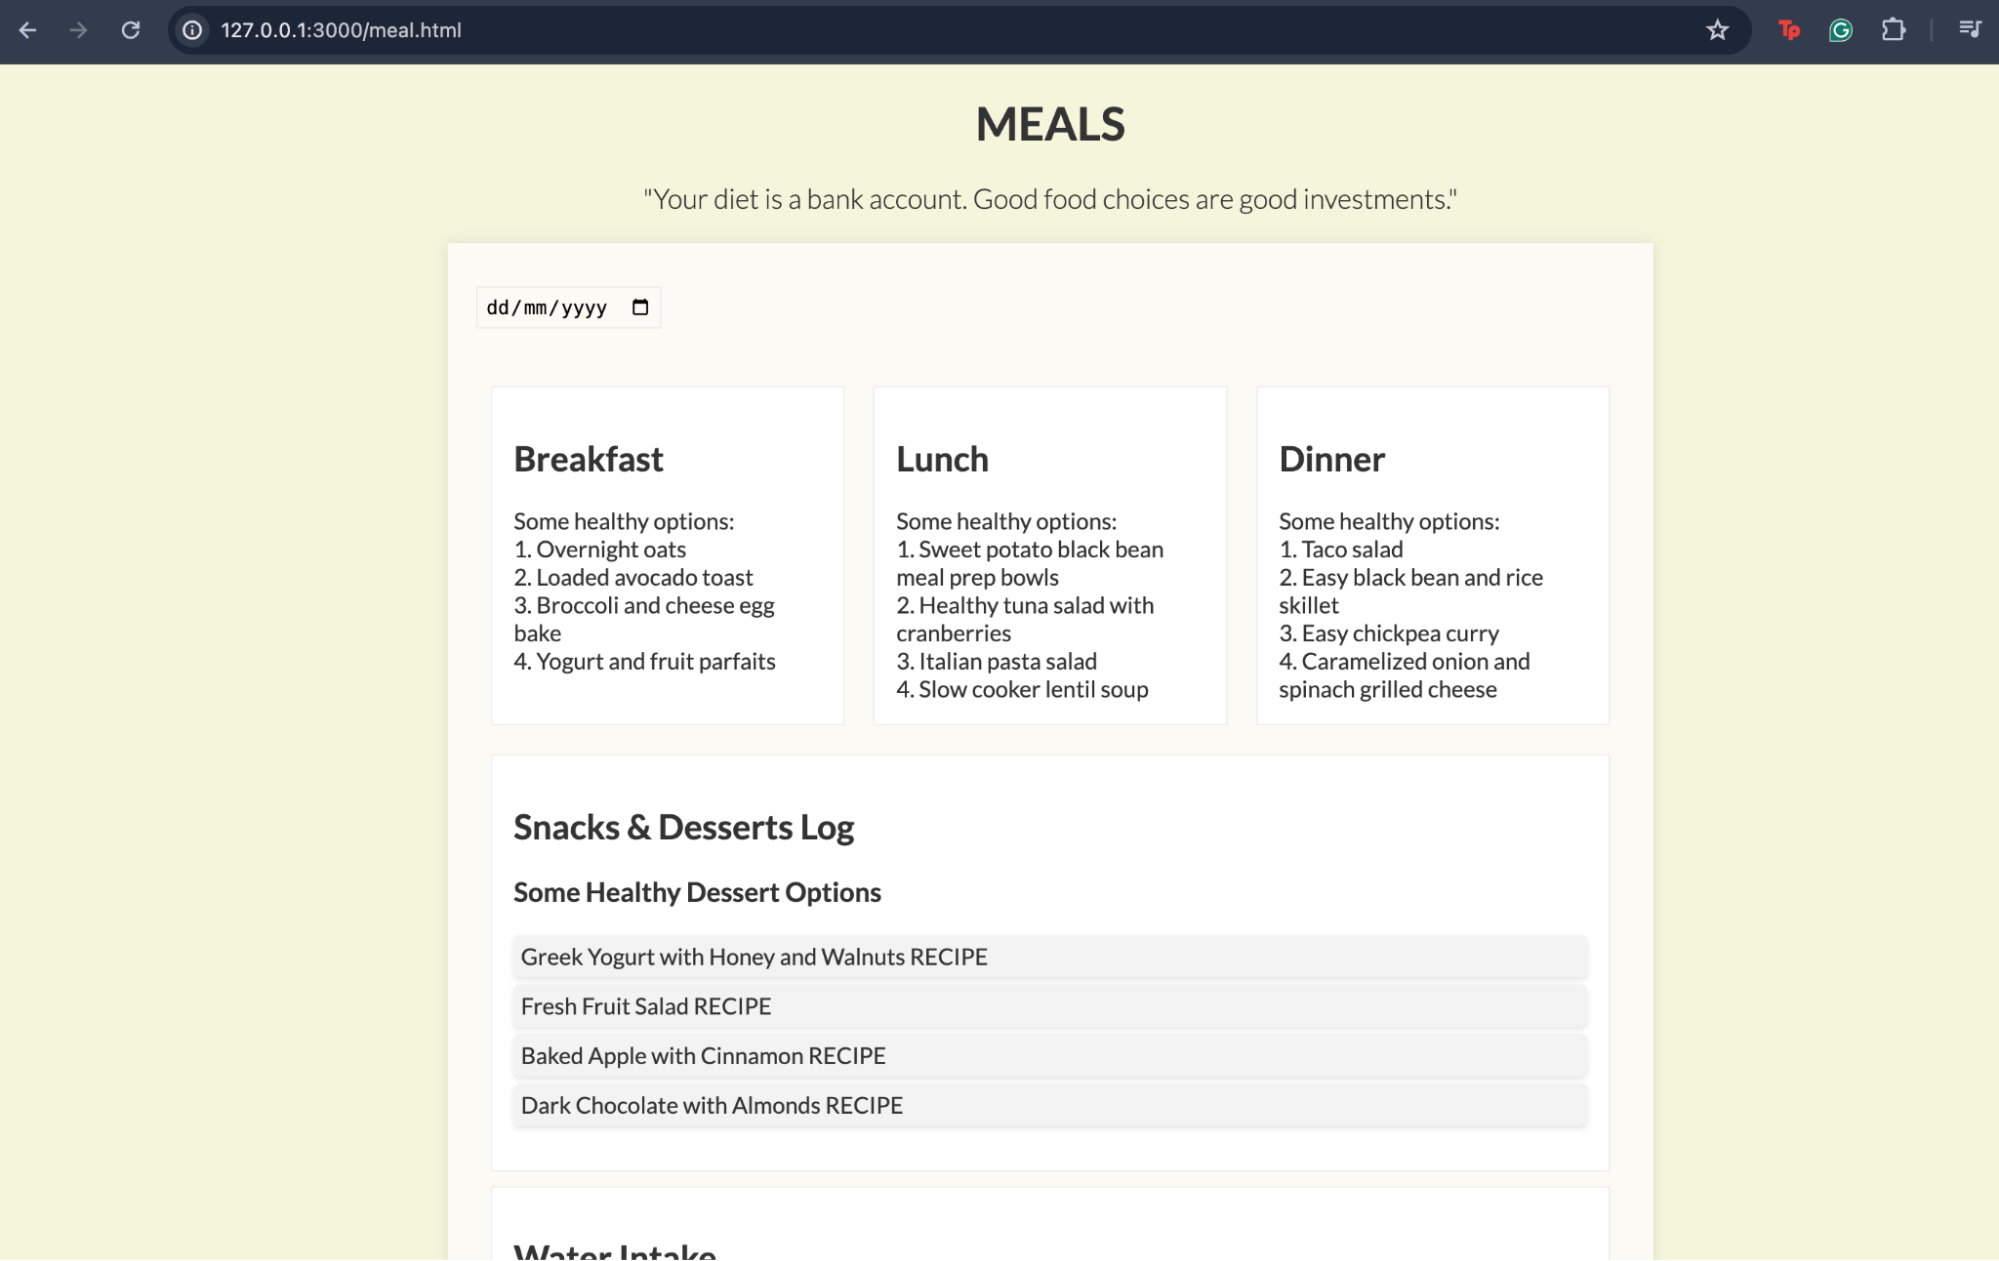 127.0.0.1:3000/meal.html
Tp
G
MEALS
"Your diet is a bank account. Good food choices are good investments."
dd/mm/yyyy
Breakfast
Some healthy options:
1. Overnight oats
2. Loaded avocado toast
3. Broccoli and cheese egg
bake
4. Yogurt and fruit parfaits
Lunch
Some healthy options:
1. Sweet potato black bean
meal prep bowls
2. Healthy tuna salad with
cranberries
3. Italian pasta salad
4. Slow cooker lentil soup
Dinner
Some healthy options:
1. Taco salad
2. Easy black bean and rice
skillet
3. Easy chickpea curry
4. Caramelized onion and
spinach grilled cheese
Snacks & Desserts Log
Some Healthy Dessert Options
Greek Yogurt with Honey and Walnuts RECIPE
Fresh Fruit Salad RECIPE
Baked Apple with Cinnamon RECIPE
Dark Chocolate with Almonds RECIPE
Water Intake